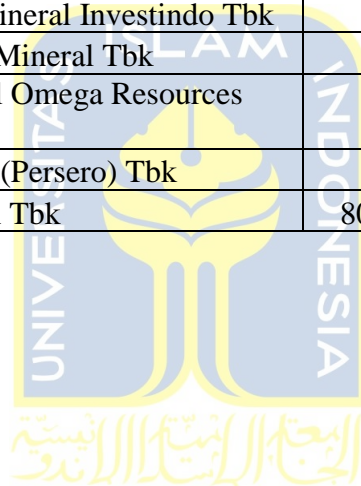 ineral Investindo Tbk
Mineral Tbk
l Omega Resources
(Persero) Tbk
Tbk
80
ISLAM
UNIVERSITAS
INDONESIA